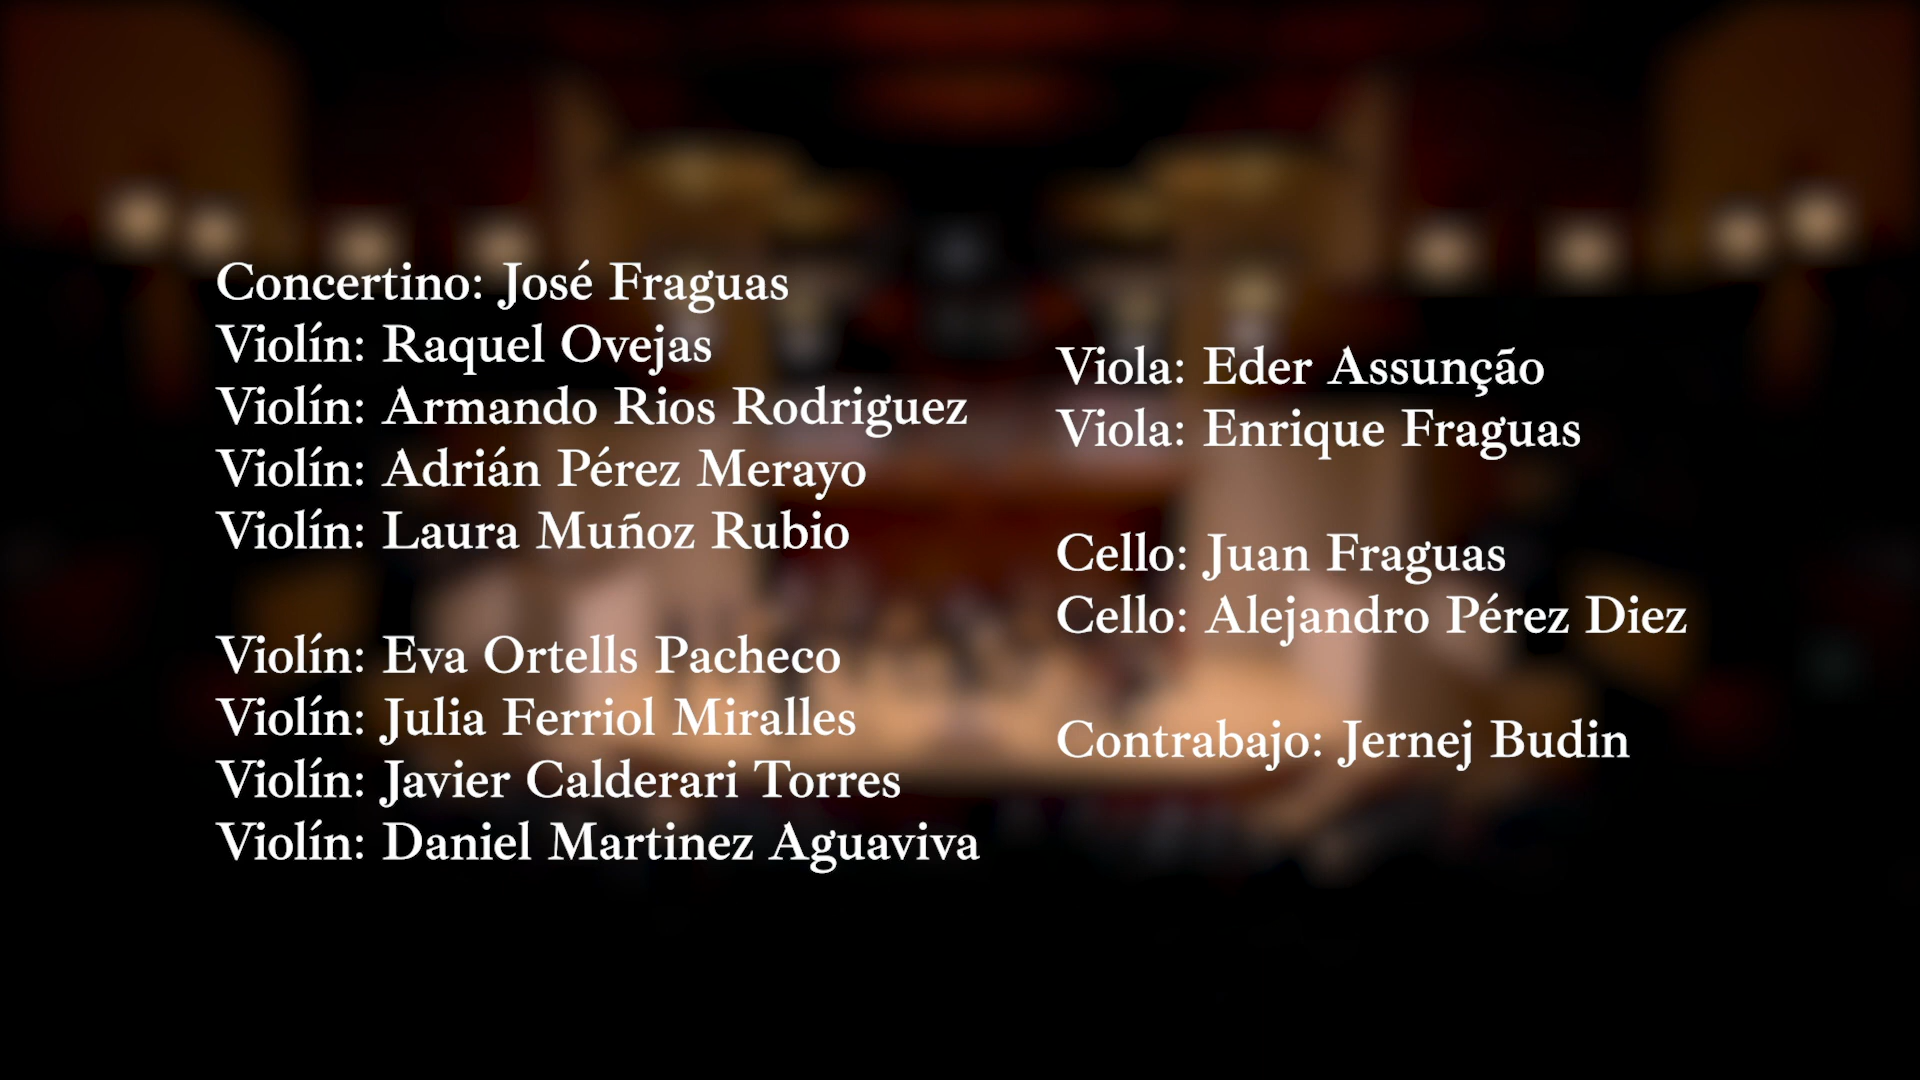 Concertino: José Fraguas
Violín: Raquel Ovejas
Violín: Armando Rios Rodriguez
Violín: Adrián Pérez Merayo
Violín: Laura Muñoz Rubio
Violín: Eva Ortells Pacheco
Violín: Julia Ferriol Miralles
Violín: Javier Calderari Torres
Violín: Daniel Martinez Aguaviva
Viola: Eder Assunção
Viola: Enrique Fraguas
Cello: Juan Fraguas
Cello: Alejandro Pérez Diez
Contrabajo: Jernej Budin